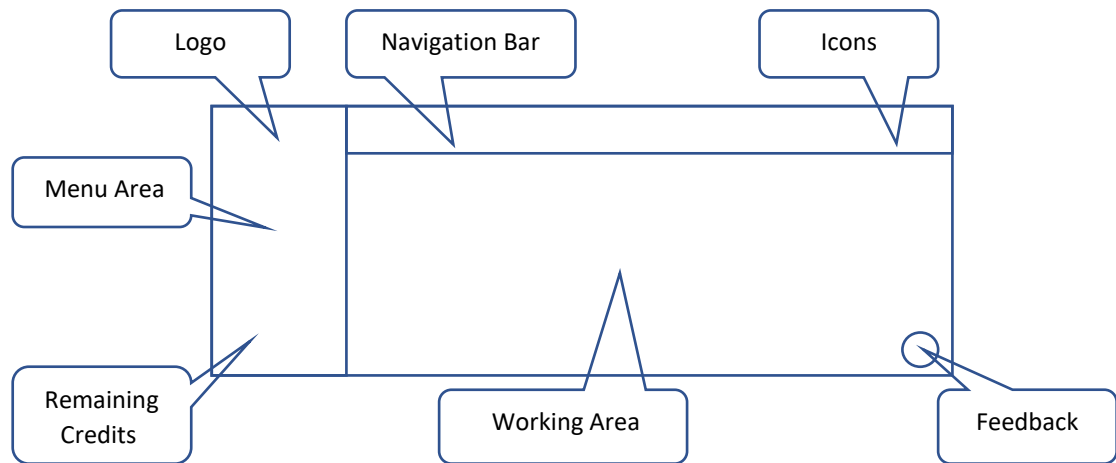 Logo
Navigation Bar
Icons
Menu Area
Remaining
Credits
Working Area
Feedback